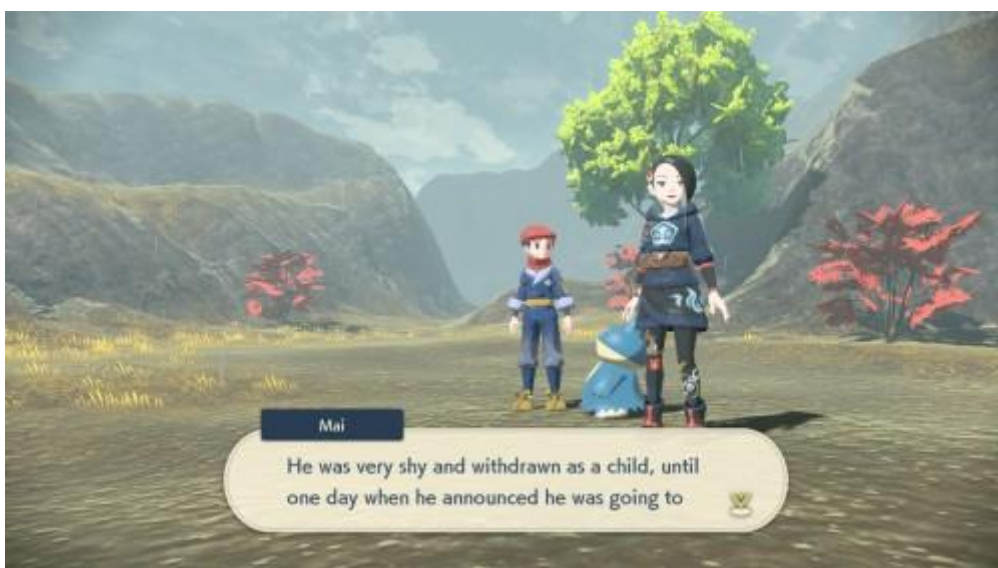 Mai
He was very shy and withdrawn as a child, until
one day when he announced he was going to